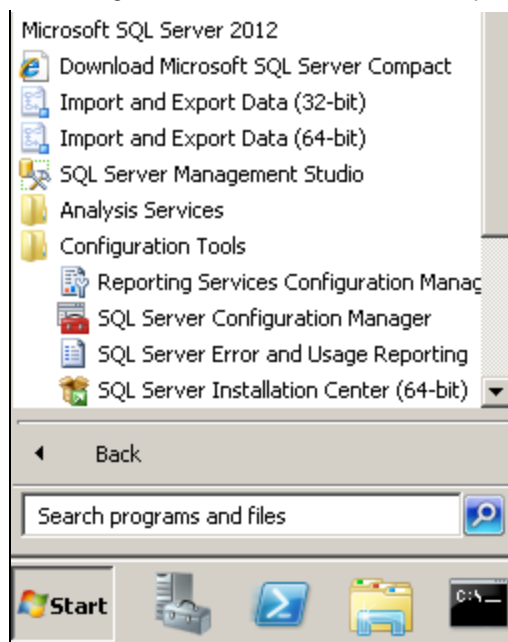 Microsoft SQL Server 2012
Download Microsoft SQL Server Compact
Import and Export Data (32-bit)
Import and Export Data (64-bit)
SQL Server Management Studio
Analysis Services
Configuration Tools
Reporting Services Configuration Manag
SQL Server Configuration Manager
SQL Server Error and Usage Reporting
SQL Server Installation Center (64-bit)
Back
Search programs and files
Start
C:\_